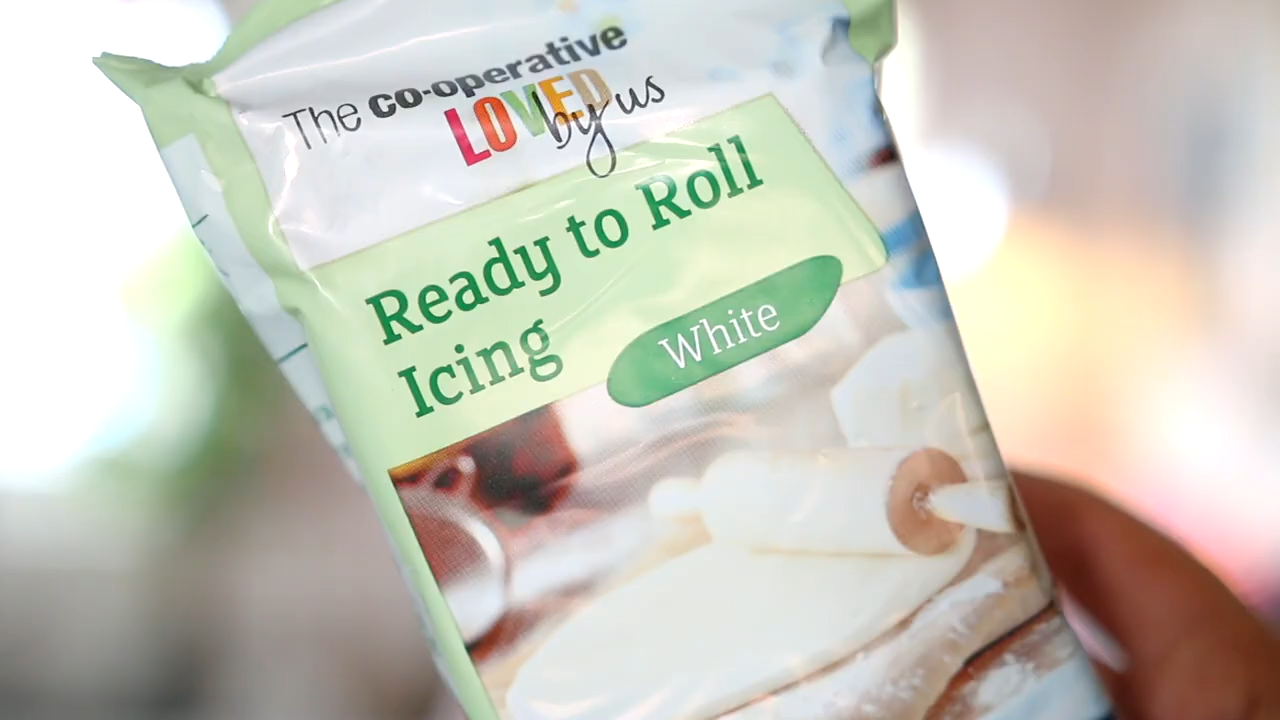 The co-operative
LOVED by us
Ready to Roll
Icing
White